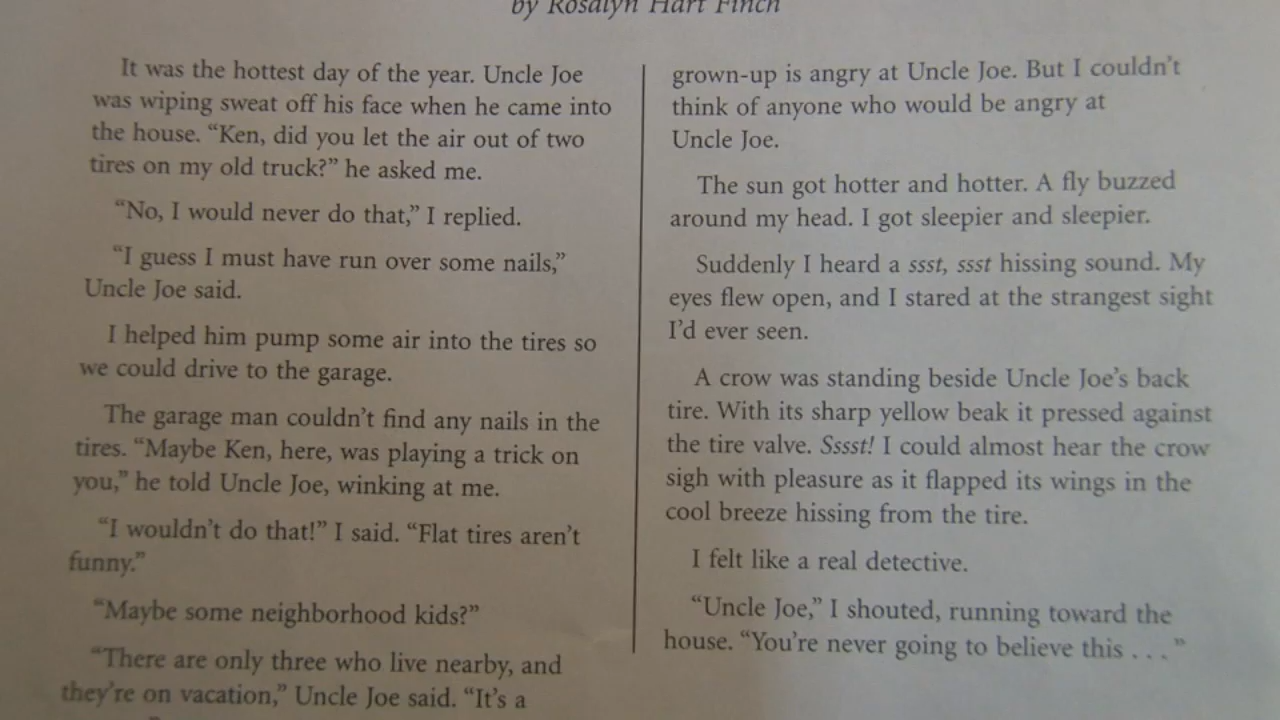 by Rosalyn Hart Finch
It was the hottest day of the year. Uncle Joe
was wiping sweat off his face when he came into
the house. “Ken, did you let the air out of two
tires on my old truck?” he asked me.
“No, I would never do that,” I replied.
“I guess I must have run over some nails,”
Uncle Joe said.
I helped him pump some air into the tires so
we could drive to the garage.
The garage man couldn’t find any nails in the
tires. “Maybe Ken, here, was playing a trick on
you,” he told Uncle Joe, winking at me.
“I wouldn’t do that!” I said. “Flat tires aren’t
funny.”
“Maybe some neighborhood kids?”
“There are only three who live nearby, and
they’re on vacation,” Uncle Joe said. “It’s a
grown-up is angry at Uncle Joe. But I couldn’t
think of anyone who would be angry at
Uncle Joe.
The sun got hotter and hotter. A fly buzzed
around my head. I got sleepier and sleepier.
Suddenly I heard a ssst, ssst hissing sound. My
eyes flew open, and I stared at the strangest sight
I’d ever seen.
A crow was standing beside Uncle Joe’s back
tire. With its sharp yellow beak it pressed against
the tire valve. Sssst! I could almost hear the crow
sigh with pleasure as it flapped its wings in the
cool breeze hissing from the tire.
I felt like a real detective.
“Uncle Joe,” I shouted, running toward the
house. “You’re never going to believe this . . . ”